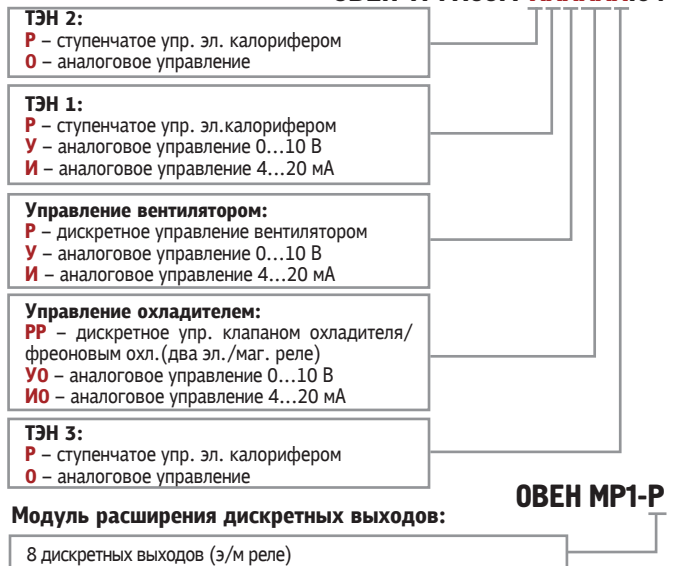 ТЭН 2:
Р – ступенчатое упр. эл. калорифером
О – аналоговое управление
ТЭН 1:
Р – ступенчатое упр. эл.калорифером
У – аналоговое управление 0...10 В
И – аналоговое управление 4...20 мА
Управление вентилятором:
Р – дискретное управление вентилятором
У – аналоговое управление 0...10 В
И – аналоговое управление 4...20 мА
Управление охладителем:
РР – дискретное упр. клапаном охладителя/
фреоновым охл.(два эл./маг. реле)
УО – аналоговое управление 0...10 В
ИО – аналоговое управление 4...20 мА
ТЭН 3:
Р – ступенчатое упр. эл. калорифером
О – аналоговое управление
ОВЕН МР1-Р
Модуль расширения дискретных выходов:
8 дискретных выходов (э/м реле)